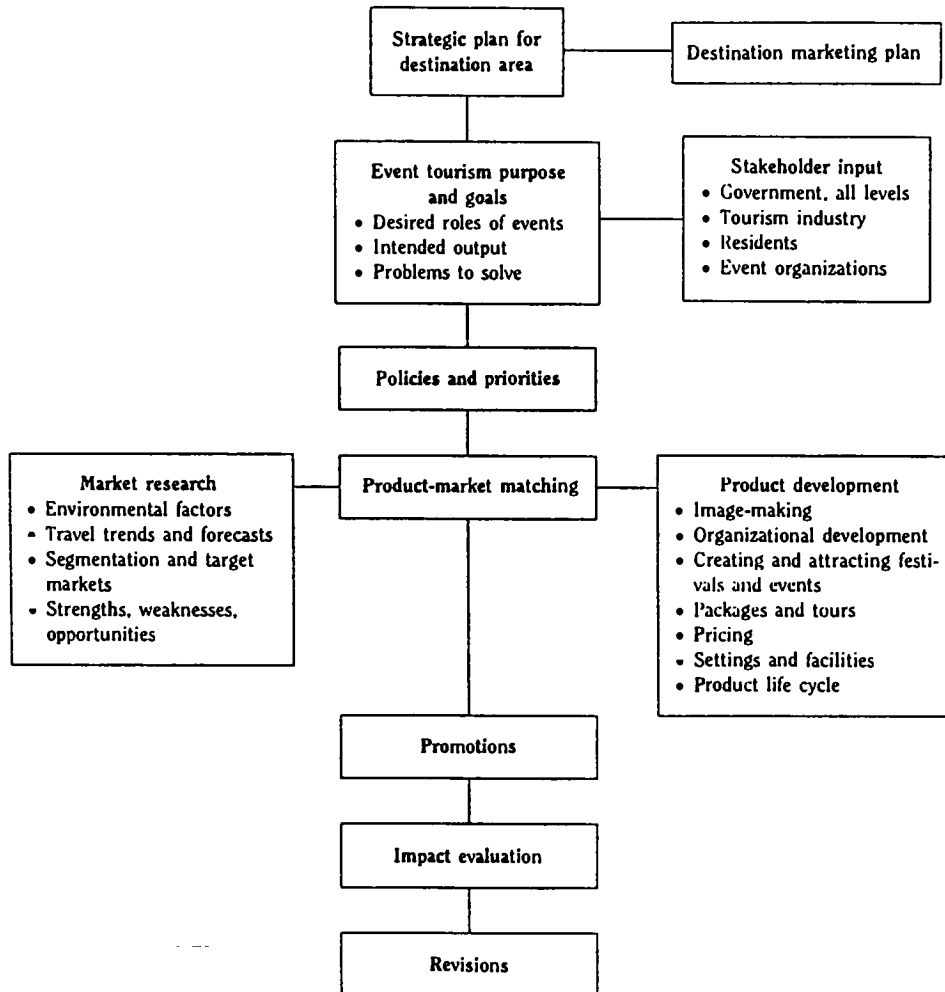 Strategic plan for
destination area
Destination marketing plan
Event tourism purpose
and goals
• Desired roles of events
• Intended output
• Problems to solve
Stakeholder input
• Government, all levels
• Tourism industry
• Residents
• Event organizations
Policies and priorities
Market research
• Environmental factors
• Travel trends and forecasts
• Segmentation and target
markets
• Strengths, weaknesses,
opportunities
Product-market matching
Product development
• Image-making
• Organizational development
• Creating and attracting festi-
vals and events
• Packages and tours
• Pricing
• Settings and facilities
• Product life cycle
Promotions
Impact evaluation
Revisions